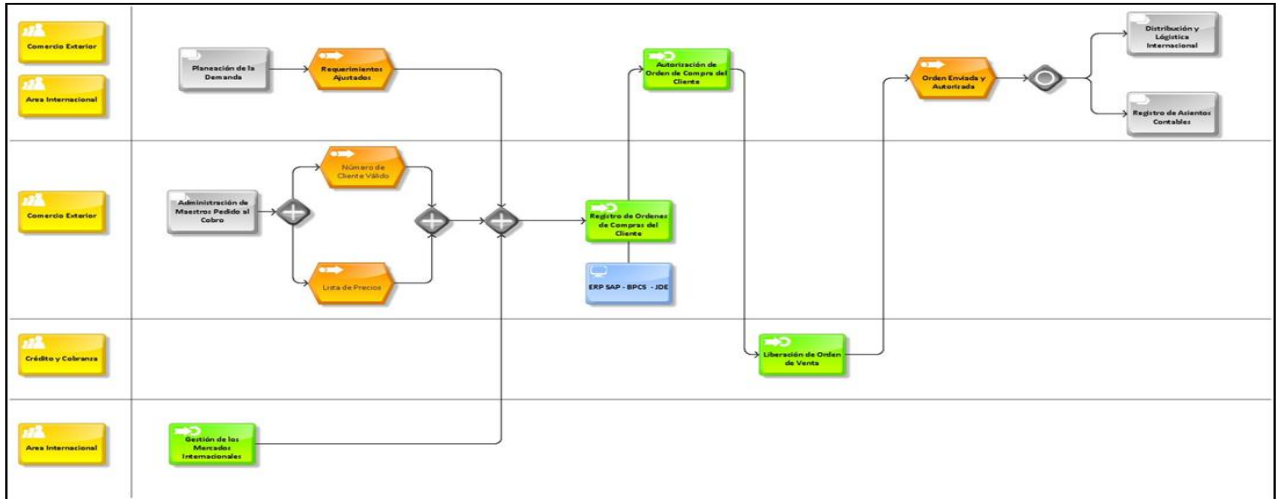 Comercio Exterior
Area Internacional
Planeación de la
Demanda
Requerimientos
Ajustados
Autorización de
Orden de Compra del
Cliente
Orden Enviada y
Autorizada
Distribución y
Lógistica
Internacional
Registro de Asientos
Contables
Comercio Exterior
Administración de
Maestros Pedido al
Cobro
Número de
Cliente Válido
Lista de Precios
Registro de Ordenes
de Compras del
Cliente
ERP SAP - BPCS - JDE
Crédito y Cobranza
Liberación de Orden
de Venta
Area Internacional
Gestión de los
Mercados
Internacionales